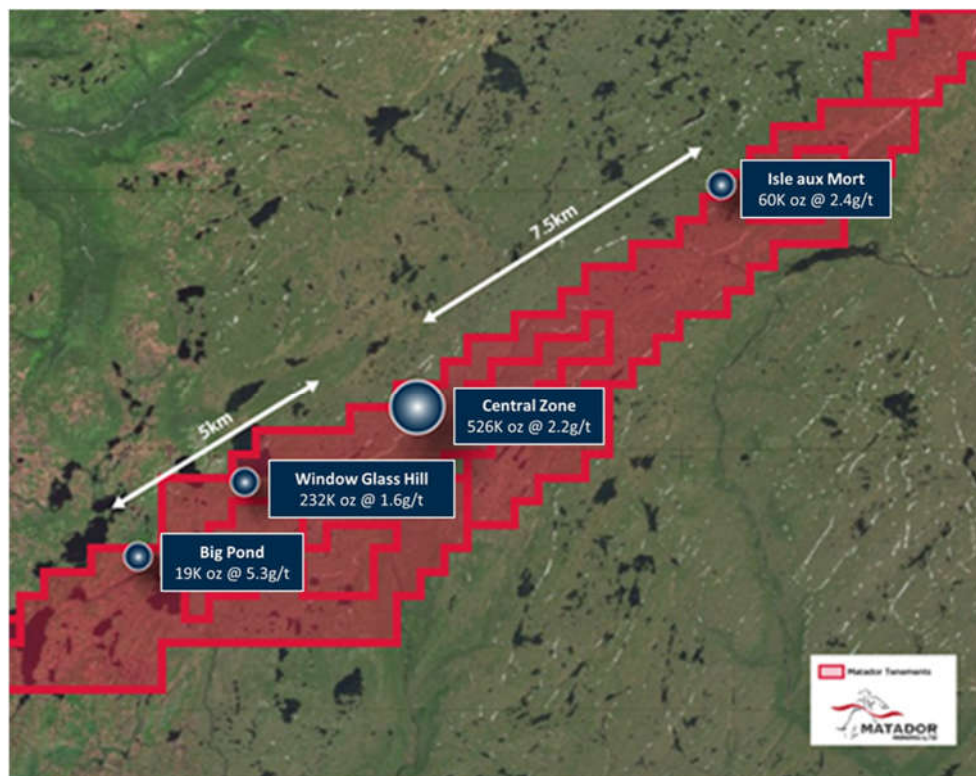 7.5km
Isle aux Mort
60K oz @ 2.4g/t
5km
Central Zone
526K oz @ 2.2g/t
Window Glass Hill
232K oz @ 1.6g/t
Big Pond
19K oz @ 5.3g/t
Matador Tenements
MATADOR